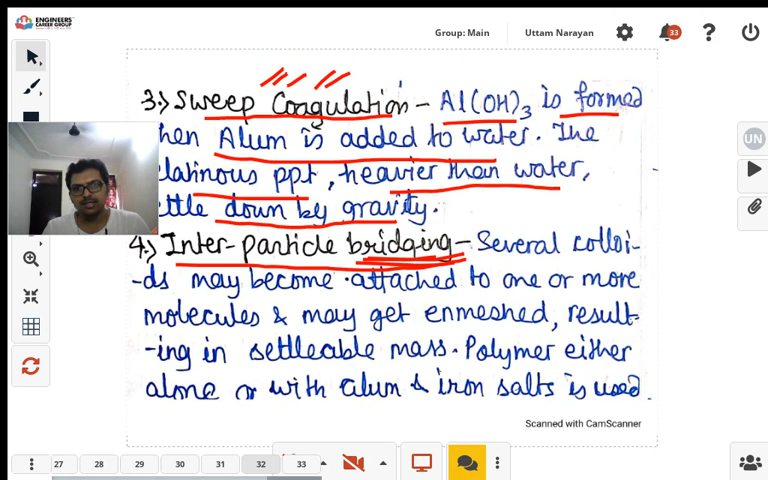 ENGINEERS
CAREER GROUP
Group: Main
Uttam Narayan
33
3.) Sweep Coagulation - Al(OH)3 is formed
hen Alum is added to water. The
latinous ppt, heavier than water,
ttle down by gravity.
4.) Inter-particle bridging - Several colloi-
-ds may become attached to one or more
molecules & may get enmeshed, result-
-ing in settleable mass. Polymer either
alone or with alum & iron salts is used.
Scanned with CamScanner
UN
27 28 29 30 31 32 33